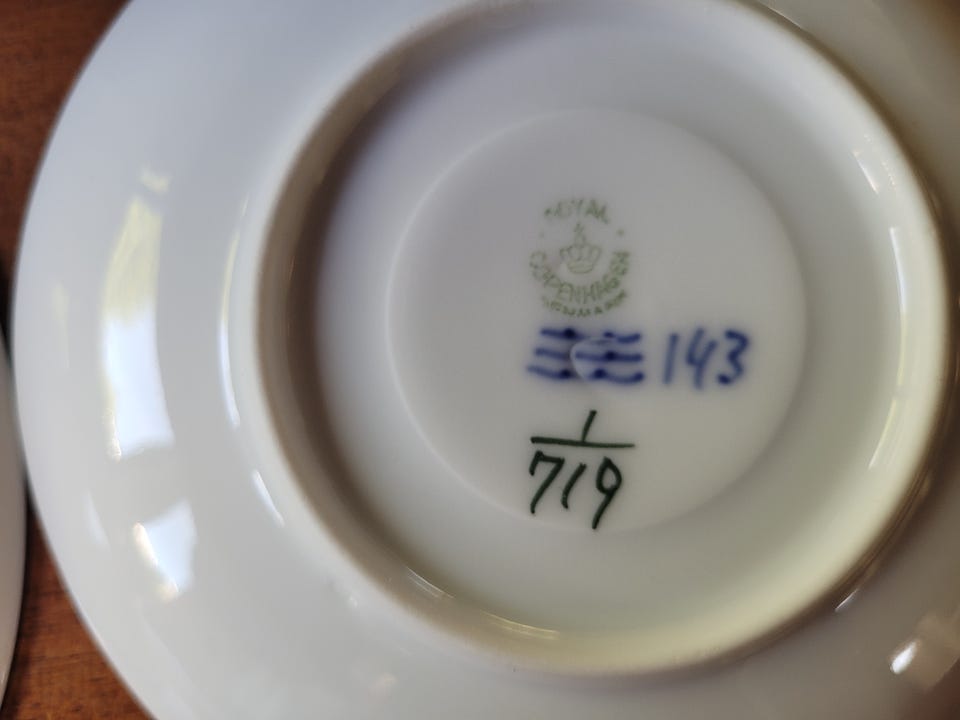 ROYAL
COPENHAGEN
DENMARK
143
1
719